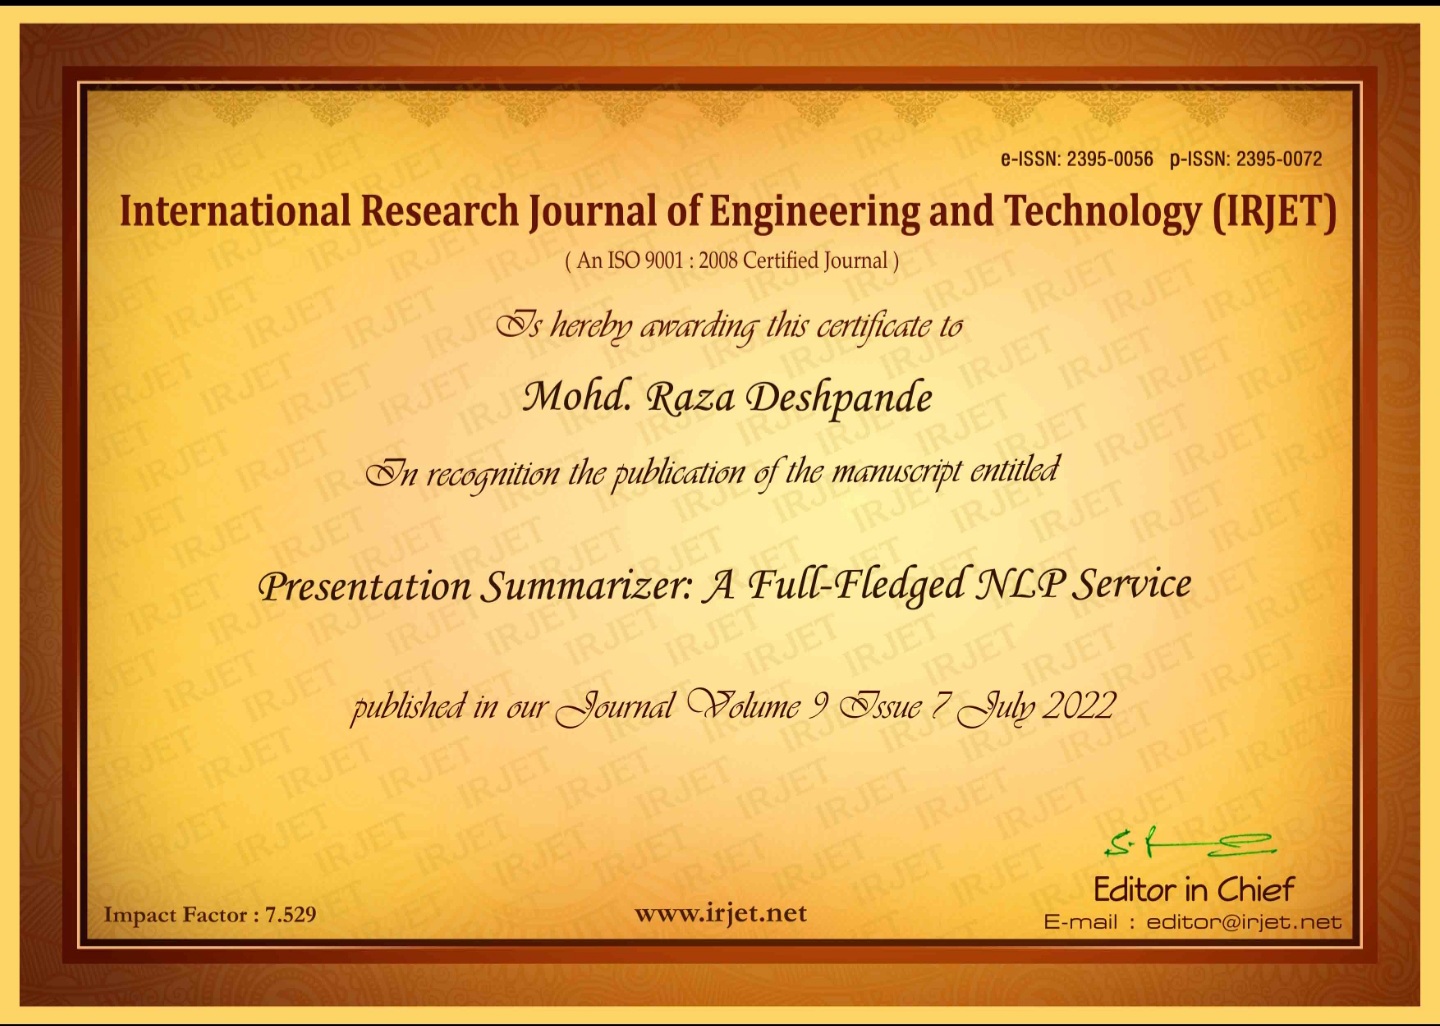 e-ISSN: 2395-0056 p-ISSN: 2395-0072
International Research Journal of Engineering and Technology (IRJET)
( An ISO 9001 : 2008 Certified Journal )
Is hereby awarding this certificate to
Mohd. Raza Deshpande
In recognition the publication of the manuscript entitled
Presentation Summarizer: A Full-Fledged NLP Service
published in our Journal Volume 9 Issue 7 July 2022
Editor in Chief
Impact Factor : 7.529
www.irjet.net
E-mail : editor@irjet.net